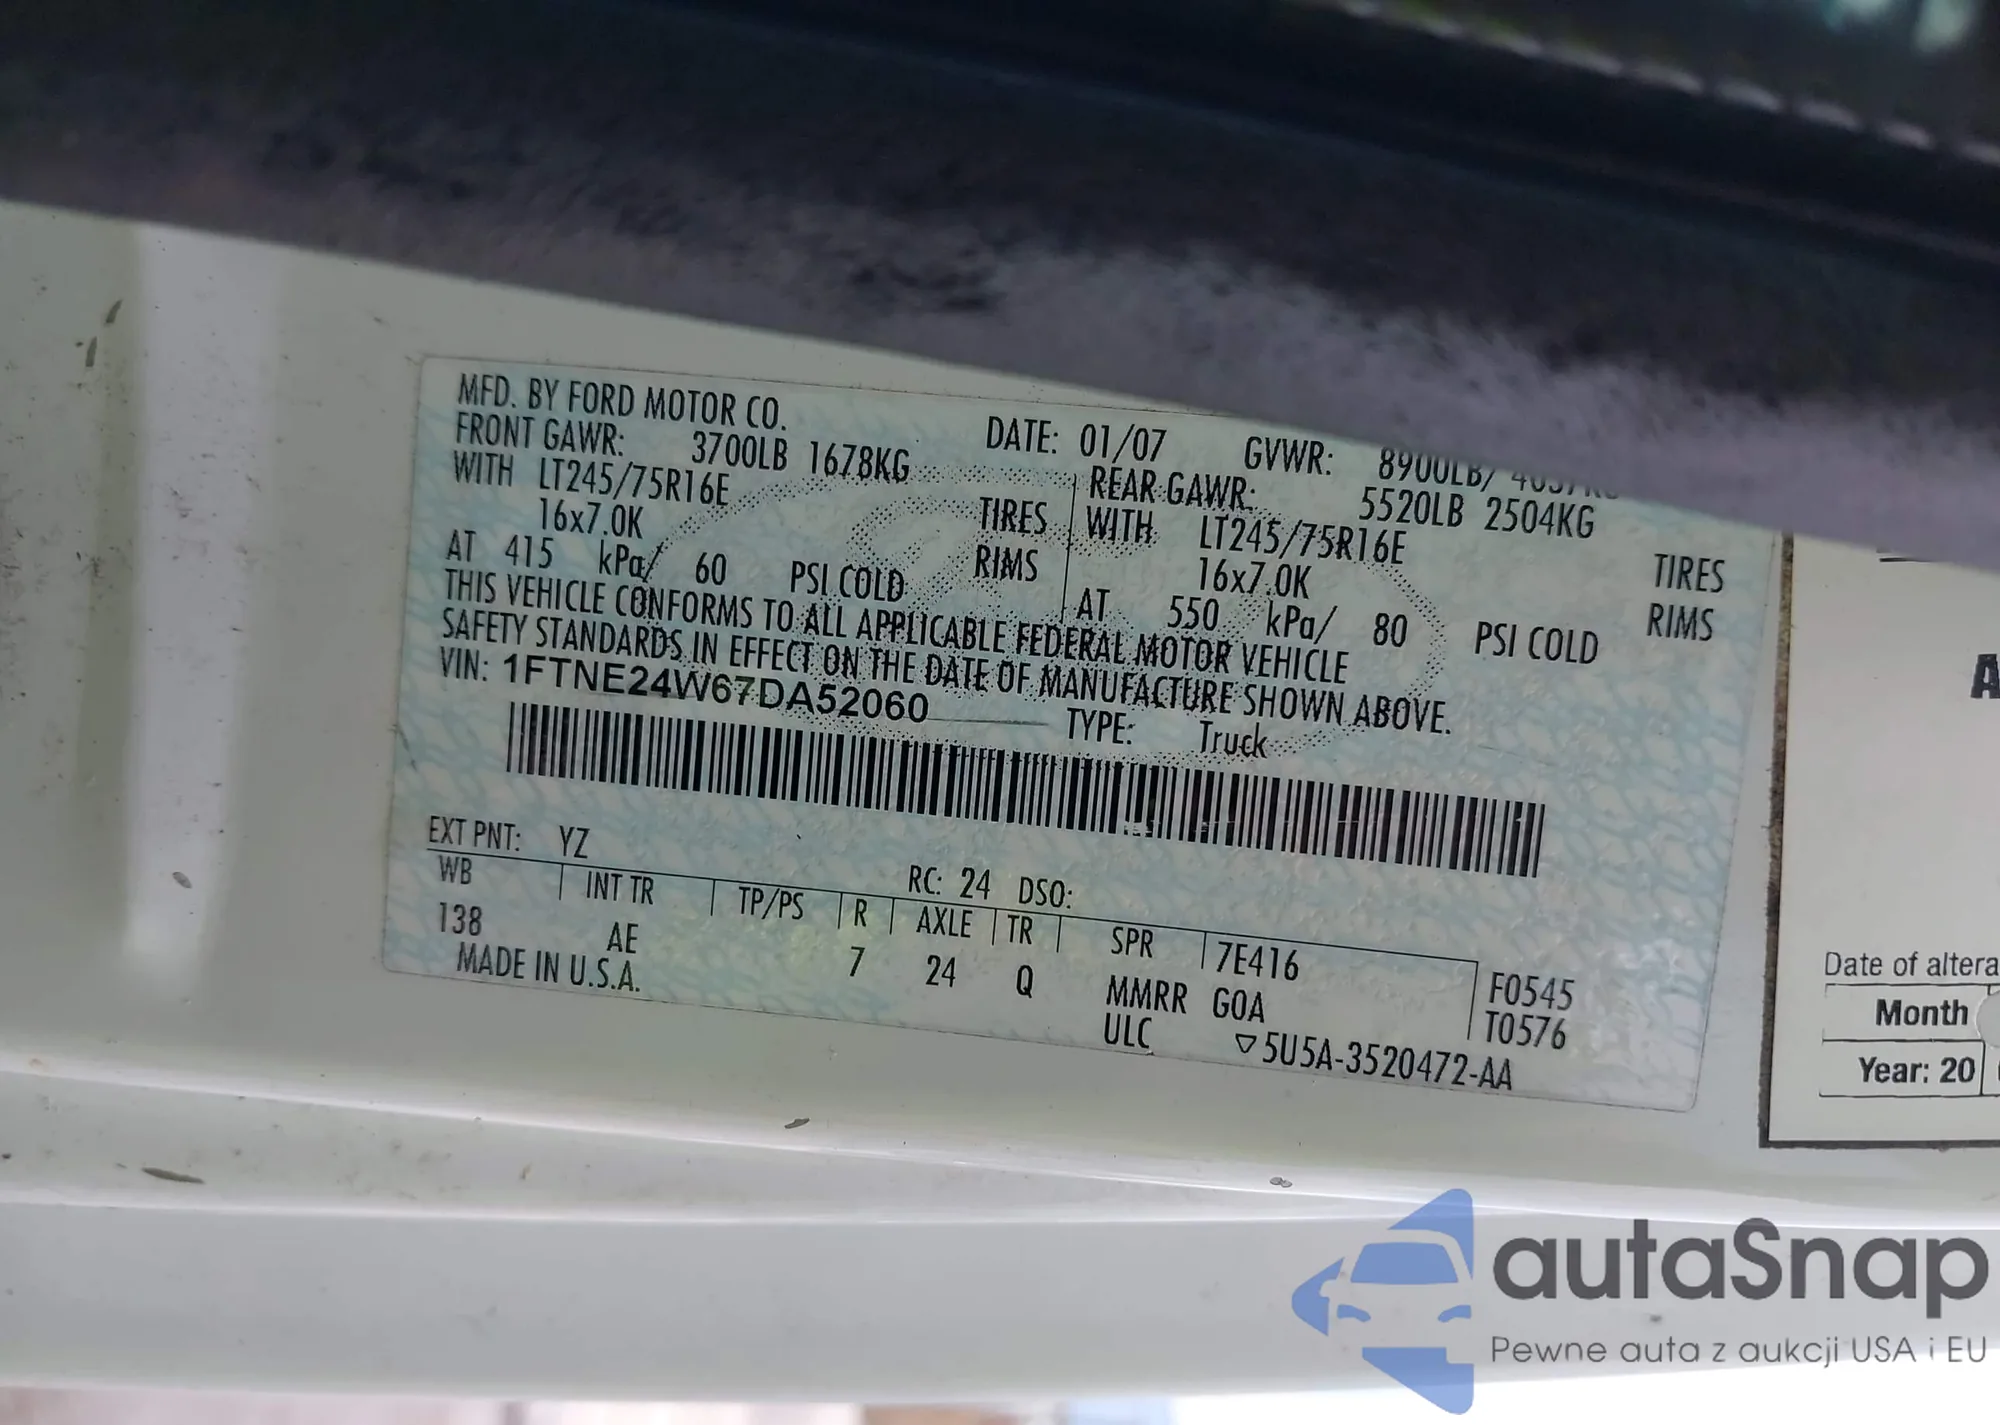 MFD. BY FORD MOTOR CO.
DATE: 01/07 GVWR: 8900LB/
FRONT GAWR: 3700LB 1678KG
REAR GAWR: 5520LB 2504KG
WITH LT245/75R16E TIRES
WITH LT245/75R16E TIRES
16x7.0K RIMS
16x7.0K RIMS
AT 415 kPa/ 60 PSI COLD
AT 550 kPa/ 80 PSI COLD
THIS VEHICLE CONFORMS TO ALL APPLICABLE FEDERAL MOTOR VEHICLE
SAFETY STANDARDS IN EFFECT ON THE DATE OF MANUFACTURE SHOWN ABOVE.
VIN: 1FTNE24W67DA52060
TYPE: Truck
EXT PNT: YZ RC: 24 DSO:
WB INT TR TP/PS R AXLE TR SPR 7E416 F0545
138 AE 7 24 Q MMRR GOA T0576
MADE IN U.S.A. ULC ▽5U5A-3520472-AA
A
Date of altera
Month
Year: 20
autaSnap
Pewne auta z aukcji USA i EU